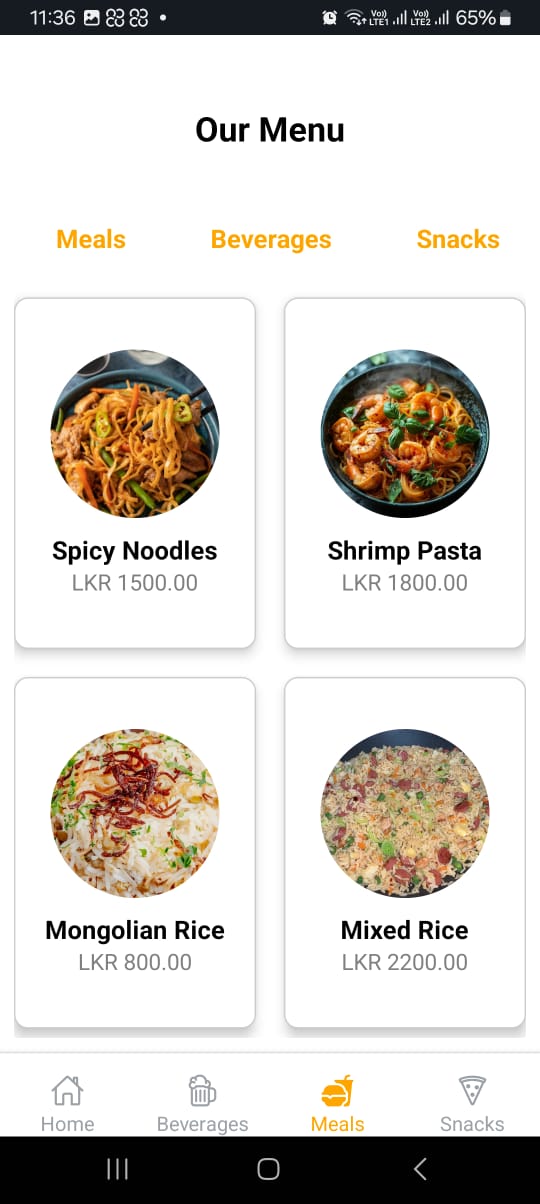 11:36 65%
Vo) LTE1 Vo) LTE2
Our Menu
Meals Beverages Snacks
Spicy Noodles Shrimp Pasta
LKR 1500.00 LKR 1800.00
Mongolian Rice Mixed Rice
LKR 800.00 LKR 2200.00
Home Beverages Meals Snacks